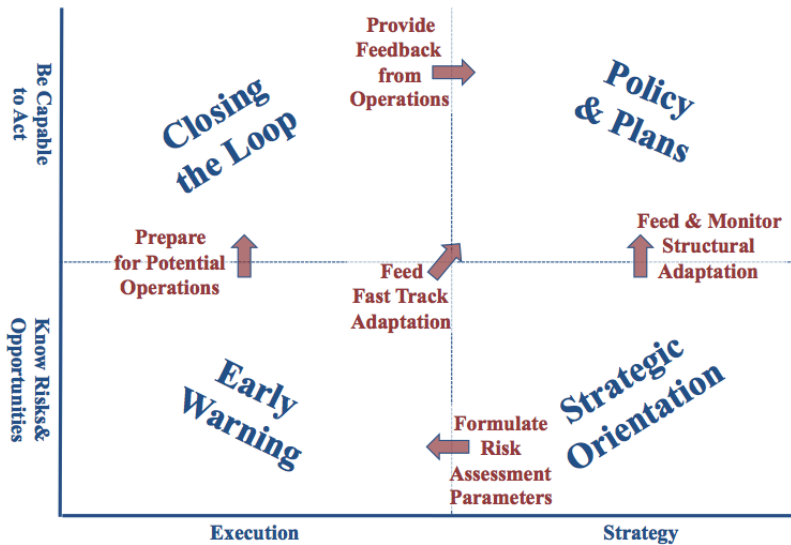 Be Capable
to Act
Know Risks&
Opportunities
Closing
the Loop
Provide
Feedback
from
Operations
Policy
& Plans
Prepare
for Potential
Operations
Feed
Fast Track
Adaptation
Feed & Monitor
Structural
Adaptation
Early
Warning
Formulate
Risk
Assessment
Parameters
Strategic
Orientation
Execution
Strategy